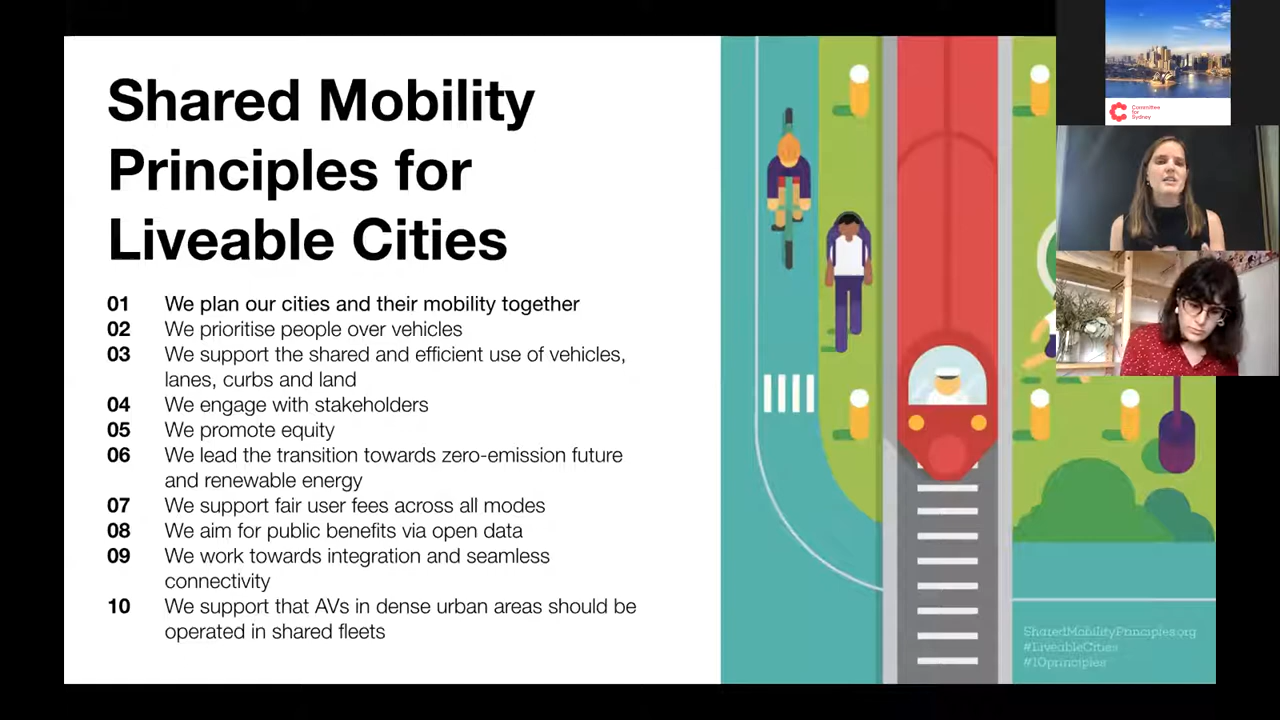 Shared Mobility
Principles for
Liveable Cities
01 We plan our cities and their mobility together
02 We prioritise people over vehicles
03 We support the shared and efficient use of vehicles,
lanes, curbs and land
04 We engage with stakeholders
05 We promote equity
06 We lead the transition towards zero-emission future
and renewable energy
07 We support fair user fees across all modes
08 We aim for public benefits via open data
09 We work towards integration and seamless
connectivity
10 We support that AVs in dense urban areas should be
operated in shared fleets
SharedMobilityPrinciples.org
#LiveableCities
#10principles
Committee
for
Sydney